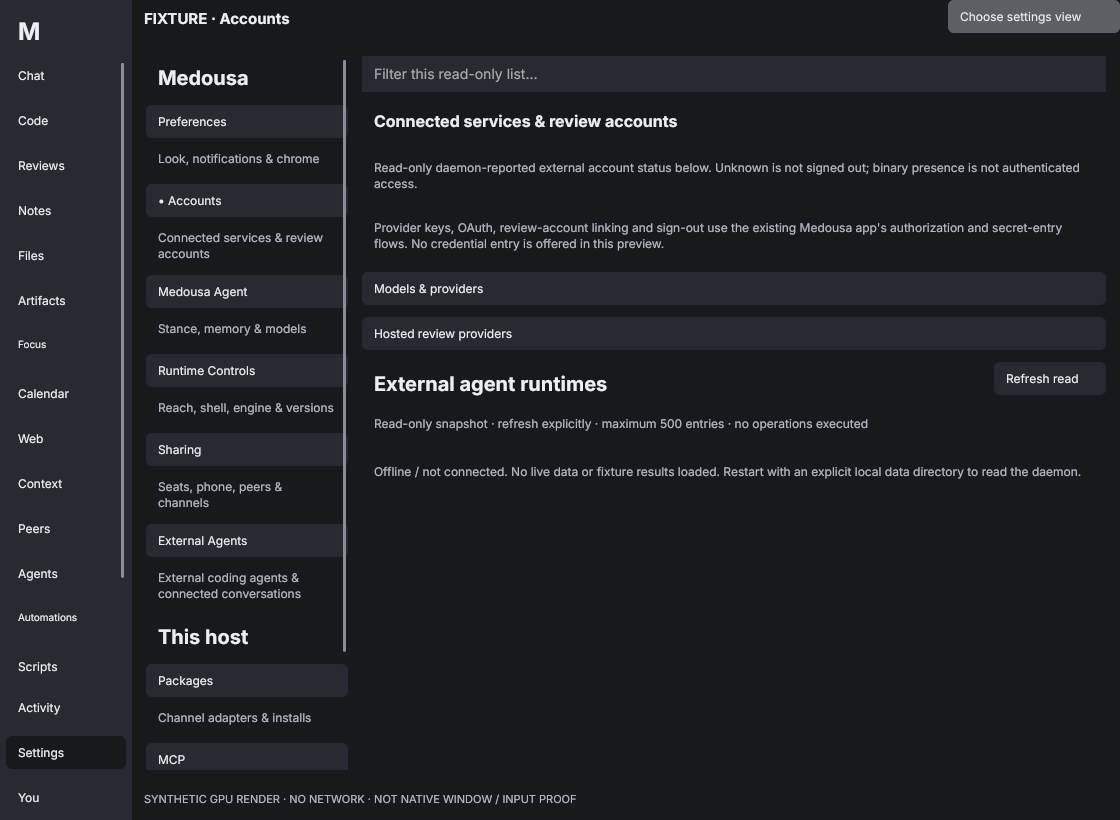 M
Chat
Code
Reviews
Notes
Files
Artifacts
Focus
Calendar
Web
Context
Peers
Agents
Automations
Scripts
Activity
Settings
You
FIXTURE · Accounts
Choose settings view
Medousa
Preferences
Look, notifications & chrome
• Accounts
Connected services & review
accounts
Medousa Agent
Stance, memory & models
Runtime Controls
Reach, shell, engine & versions
Sharing
Seats, phone, peers &
channels
External Agents
External coding agents &
connected conversations
This host
Packages
Channel adapters & installs
MCP
Filter this read-only list...
Connected services & review accounts
Read-only daemon-reported external account status below. Unknown is not signed out; binary presence is not authenticated
access.
Provider keys, OAuth, review-account linking and sign-out use the existing Medousa app's authorization and secret-entry
flows. No credential entry is offered in this preview.
Models & providers
Hosted review providers
External agent runtimes
Refresh read
Read-only snapshot · refresh explicitly · maximum 500 entries · no operations executed
Offline / not connected. No live data or fixture results loaded. Restart with an explicit local data directory to read the daemon.
SYNTHETIC GPU RENDER · NO NETWORK · NOT NATIVE WINDOW / INPUT PROOF